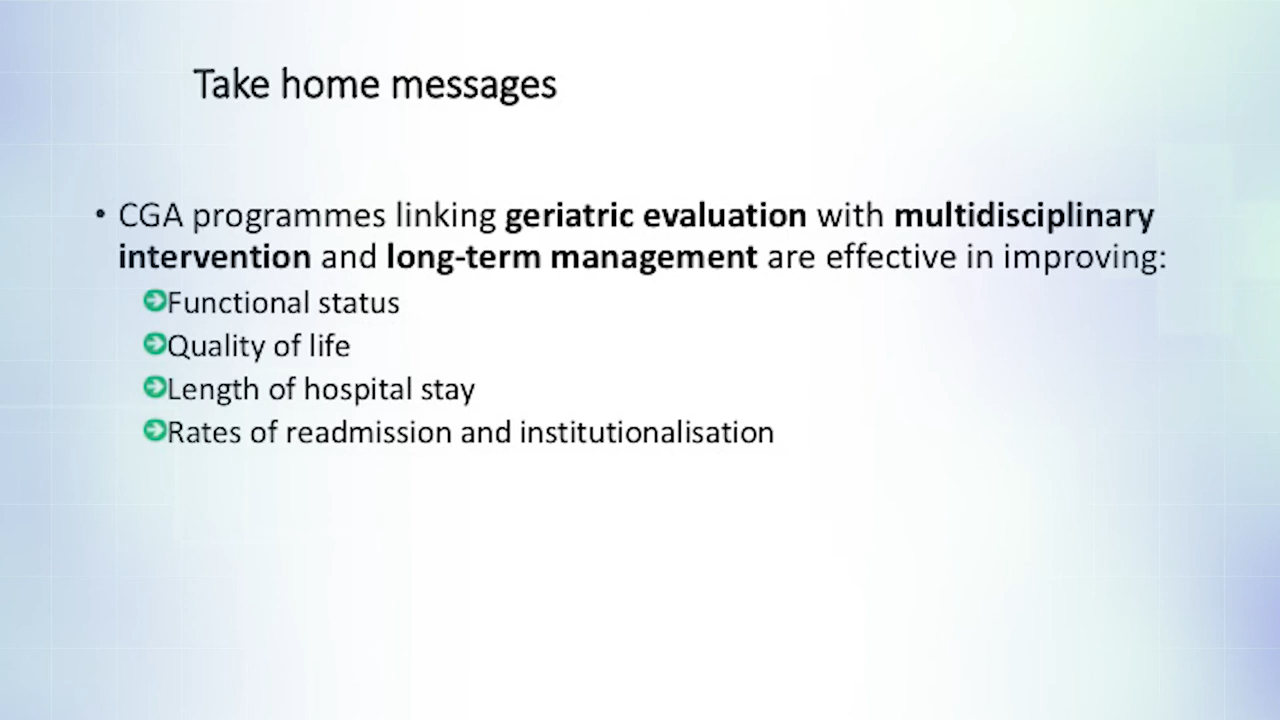 Take home messages
• CGA programmes linking geriatric evaluation with multidisciplinary
intervention and long-term management are effective in improving:
Functional status
Quality of life
Length of hospital stay
Rates of readmission and institutionalisation